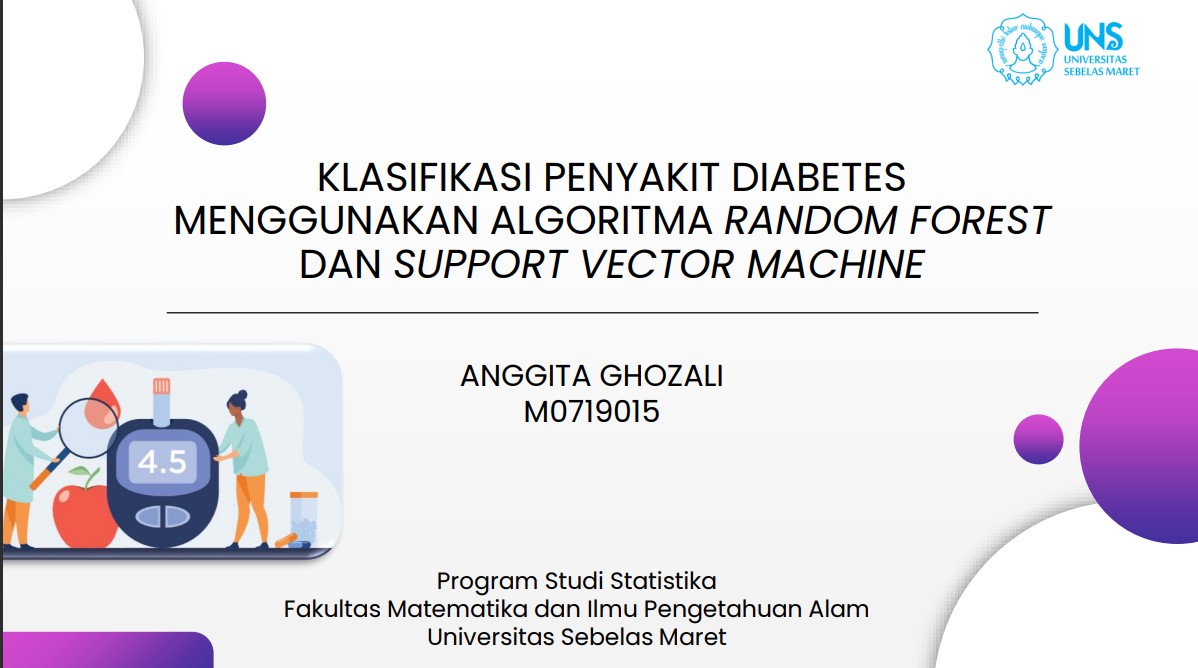 UNS
UNIVERSITAS
SEBELAS MARET
KLASIFIKASI PENYAKIT DIABETES
MENGGUNAKAN ALGORITMA RANDOM FOREST
DAN SUPPORT VECTOR MACHINE
ANGGITA GHOZALI
M0719015
4.5
Program Studi Statistika
Fakultas Matematika dan Ilmu Pengetahuan Alam
Universitas Sebelas Maret